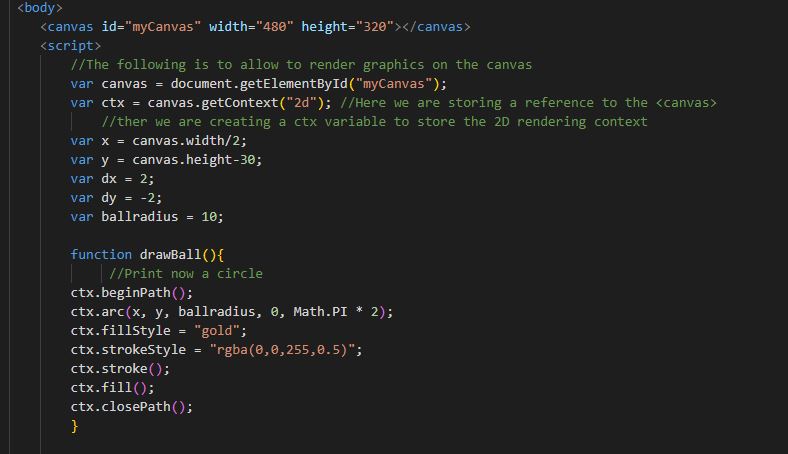 <body>
<canvas id="myCanvas" width="480" height="320"></canvas>
<script>
//The following is to allow to render graphics on the canvas
var canvas = document.getElementById("myCanvas");
var ctx = canvas.getContext("2d"); //Here we are storing a reference to the <canvas>
//ther we are creating a ctx variable to store the 2D rendering context
var x = canvas.width/2;
var y = canvas.height-30;
var dx = 2;
var dy = -2;
var ballradius = 10;
function drawBall(){
//Print now a circle
ctx.beginPath();
ctx.arc(x, y, ballradius, 0, Math.PI * 2);
ctx.fillStyle = "gold";
ctx.strokeStyle = "rgba(0,0,255,0.5)";
ctx.stroke();
ctx.fill();
ctx.closePath();
}